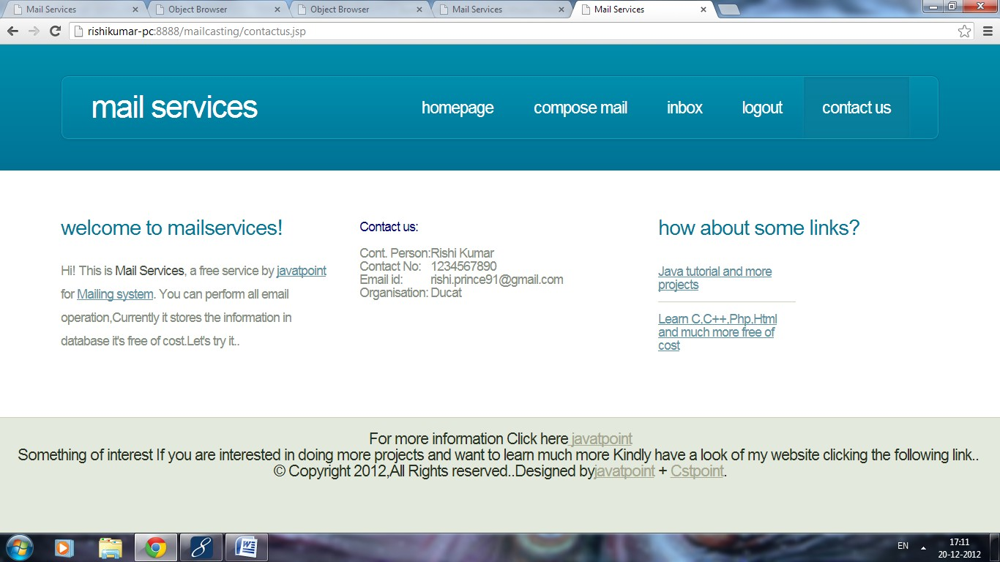 Mail Services
Object Browser
Object Browser
Mail Services
Mail Services
rishikumar-pc:8888/mailcasting/contactus.jsp
mail services
homepage
compose mail
inbox
logout
contact us
welcome to mailservices!
Hi! This is Mail Services, a free service by javatpoint
for Mailing system. You can perform all email
operation,Currently it stores the information in
database it's free of cost.Let's try it..
Contact us:
Cont. Person:Rishi Kumar
Contact No: 1234567890
Email id: rishi.prince91@gmail.com
Organisation: Ducat
how about some links?
Java tutorial and more
projects
Learn C,C++,Php,Html
and much more free of
cost
For more information Click here javatpoint
Something of interest If you are interested in doing more projects and want to learn much more Kindly have a look of my website clicking the following link..
© Copyright 2012,All Rights reserved..Designed byjavatpoint + Cstpoint.
EN
17:11
20-12-2012